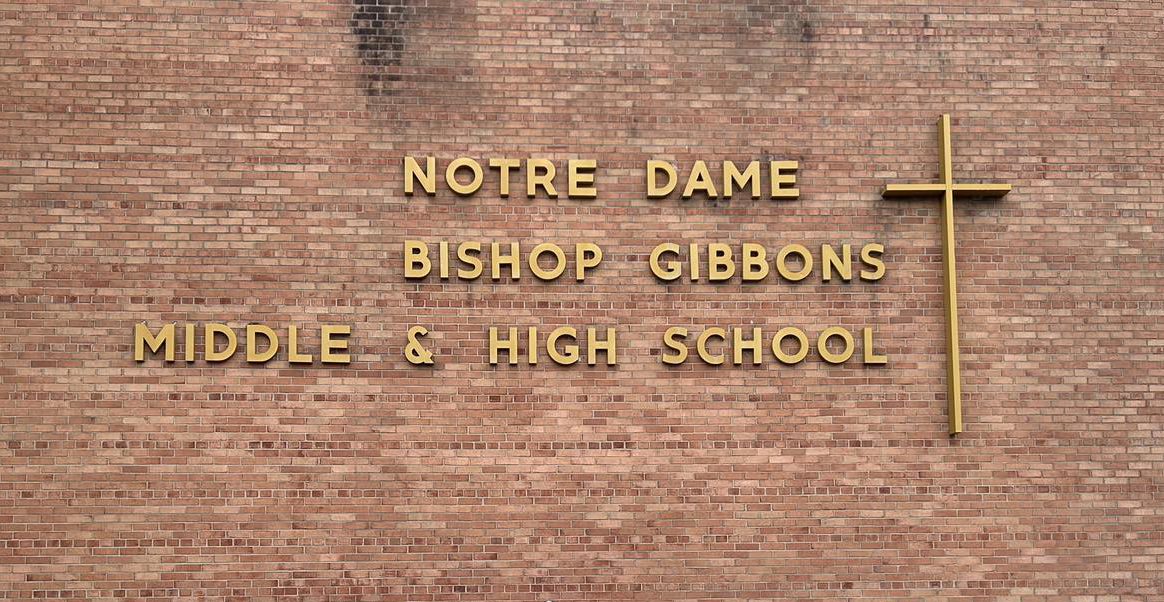 NOTRE DAME
BISHOP GIBBONS
MIDDLE & HIGH SCHOOL